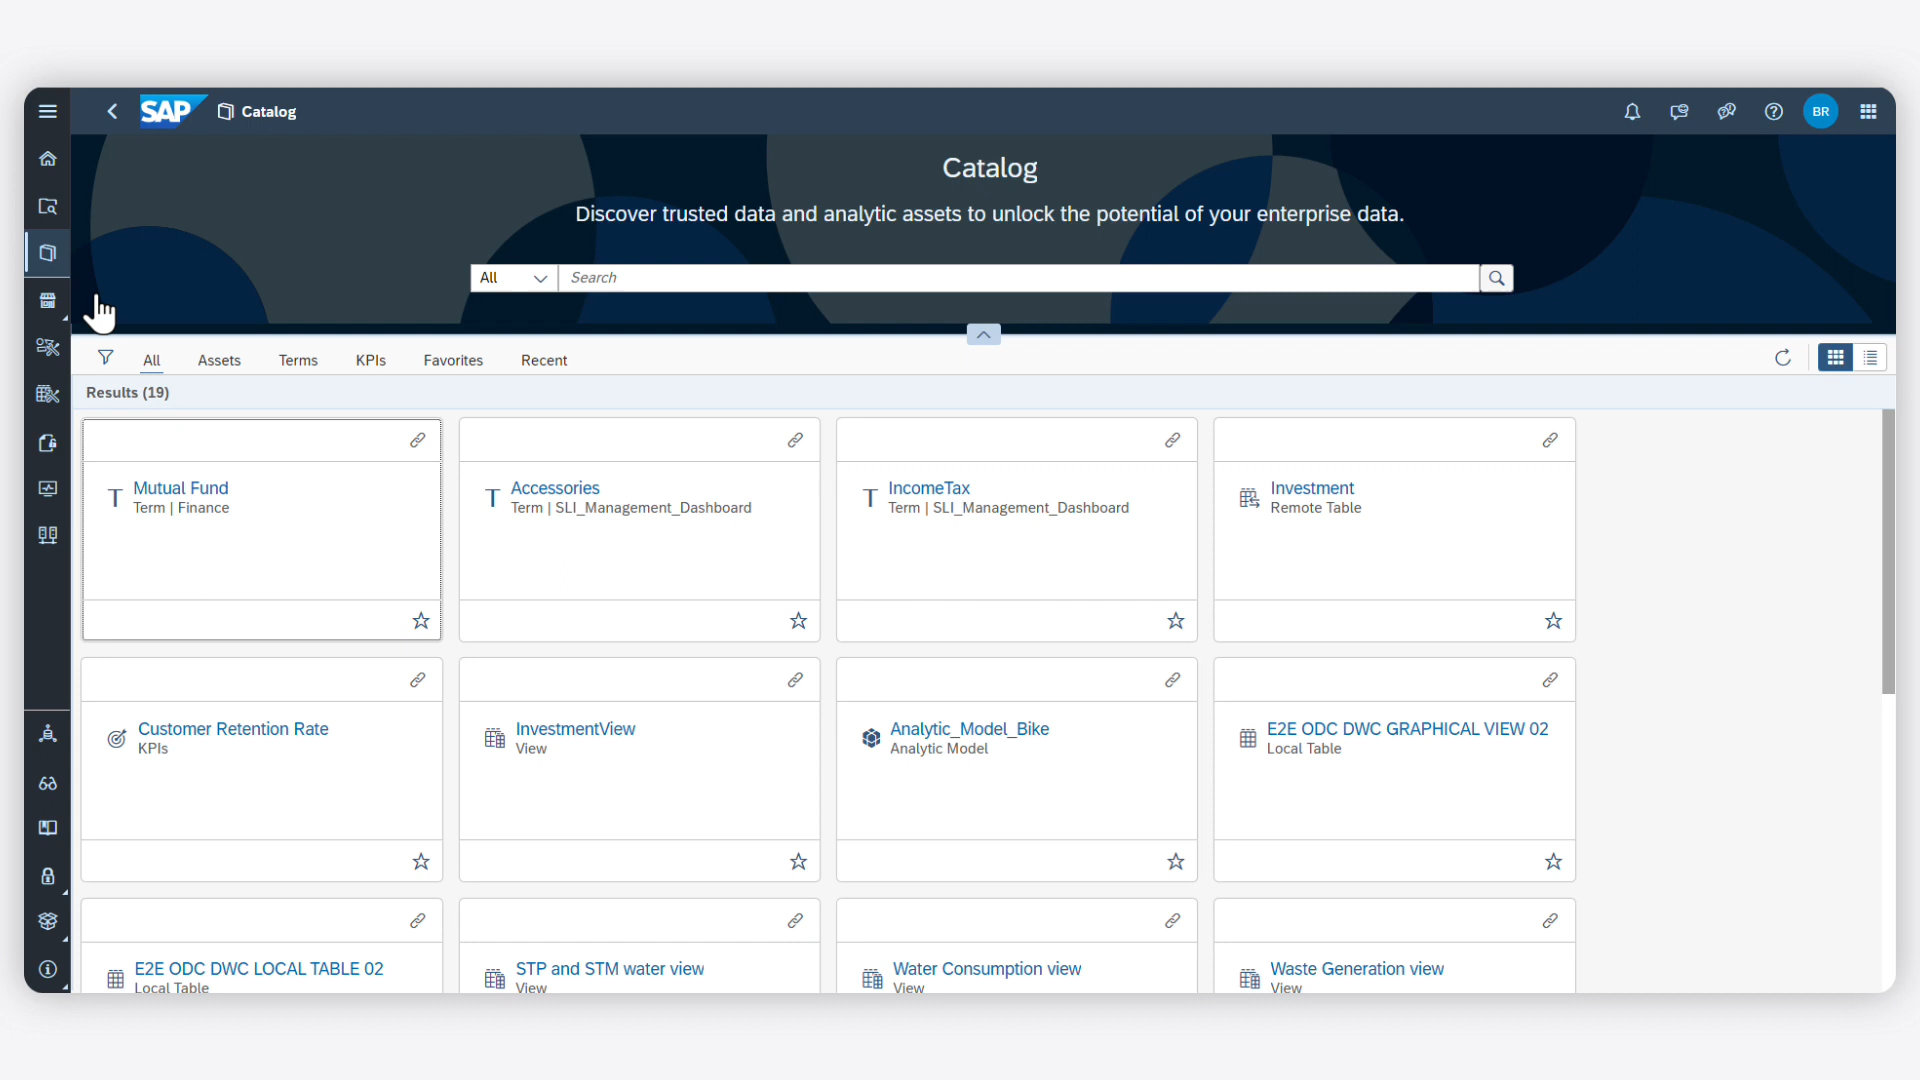 SAP Catalog
BR
Catalog
Discover trusted data and analytic assets to unlock the potential of your enterprise data.
All Search
All Assets Terms KPIs Favorites Recent
Results (19)
Mutual Fund
Term | Finance
Accessories
Term | SLI_Management_Dashboard
IncomeTax
Term | SLI_Management_Dashboard
Investment
Remote Table
Customer Retention Rate
KPIs
InvestmentView
View
Analytic_Model_Bike
Analytic Model
E2E ODC DWC GRAPHICAL VIEW 02
Local Table
E2E ODC DWC LOCAL TABLE 02
Local Table
STP and STM water view
View
Water Consumption view
View
Waste Generation view
View